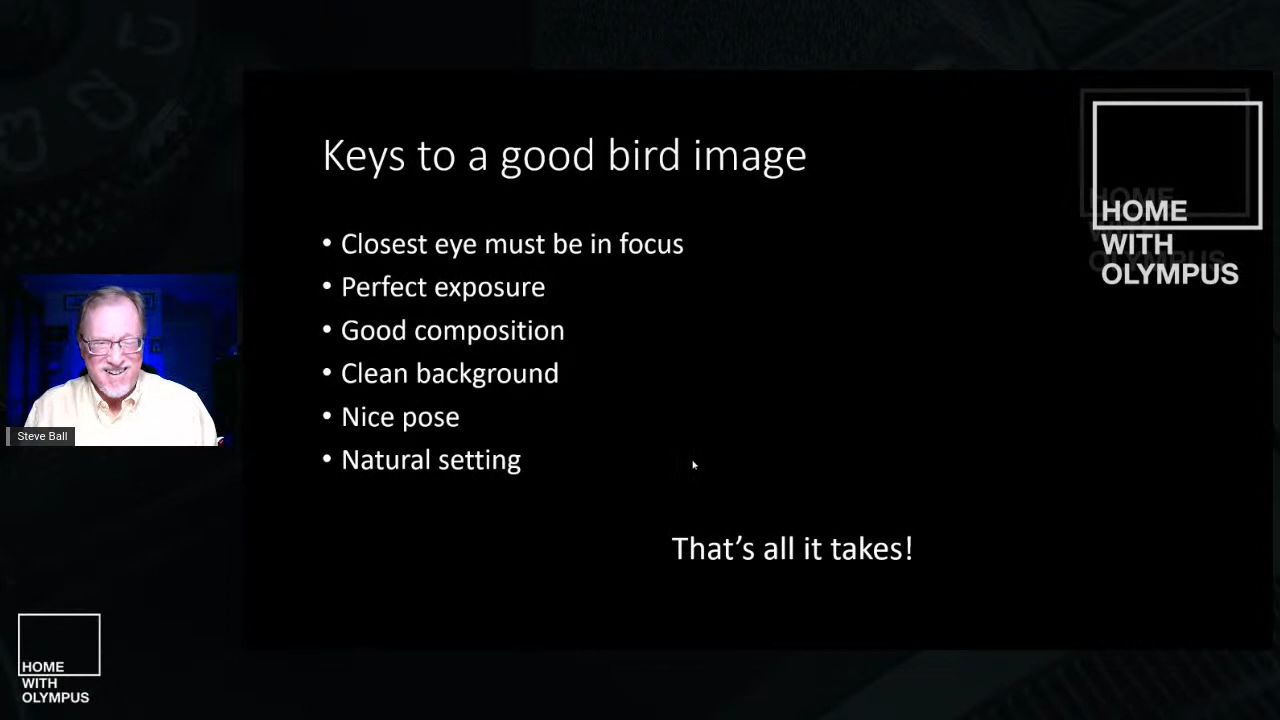 Keys to a good bird image
• Closest eye must be in focus
• Perfect exposure
• Good composition
• Clean background
• Nice pose
• Natural setting
That’s all it takes!
HOME
WITH
OLYMPUS
Steve Ball
HOME
WITH
OLYMPUS